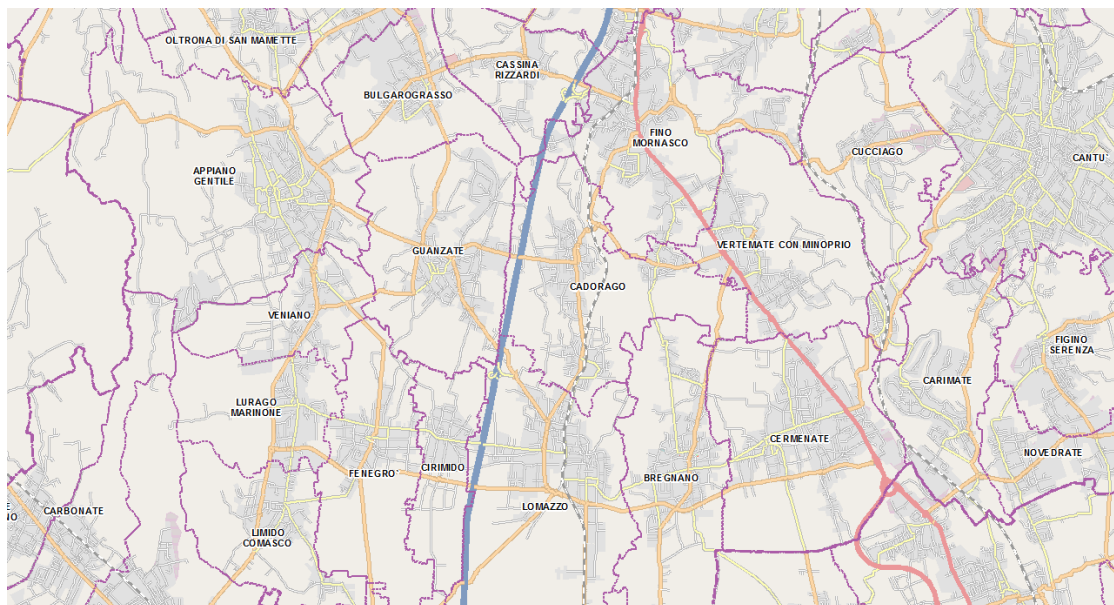 OLTRONA DI SAN MAMETTE
CASSINA
RIZZARDI
BULGAROGRASSO
FINO
MORNASCO
CUCCIAGO
CANTU'
APPIANO
GENTILE
GUANZATE
VERTEMATE CON MINOPRIO
CADORAGO
VENIANO
FIGINO
SERENZA
CARIMATE
LURAGO
MARINONE
CERMENATE
NOVEDRATE
FENEGRO'
CIRIMIDO
BREGNANO
LOMAZZO
CARBONATE
LIMIDO
COMASCO